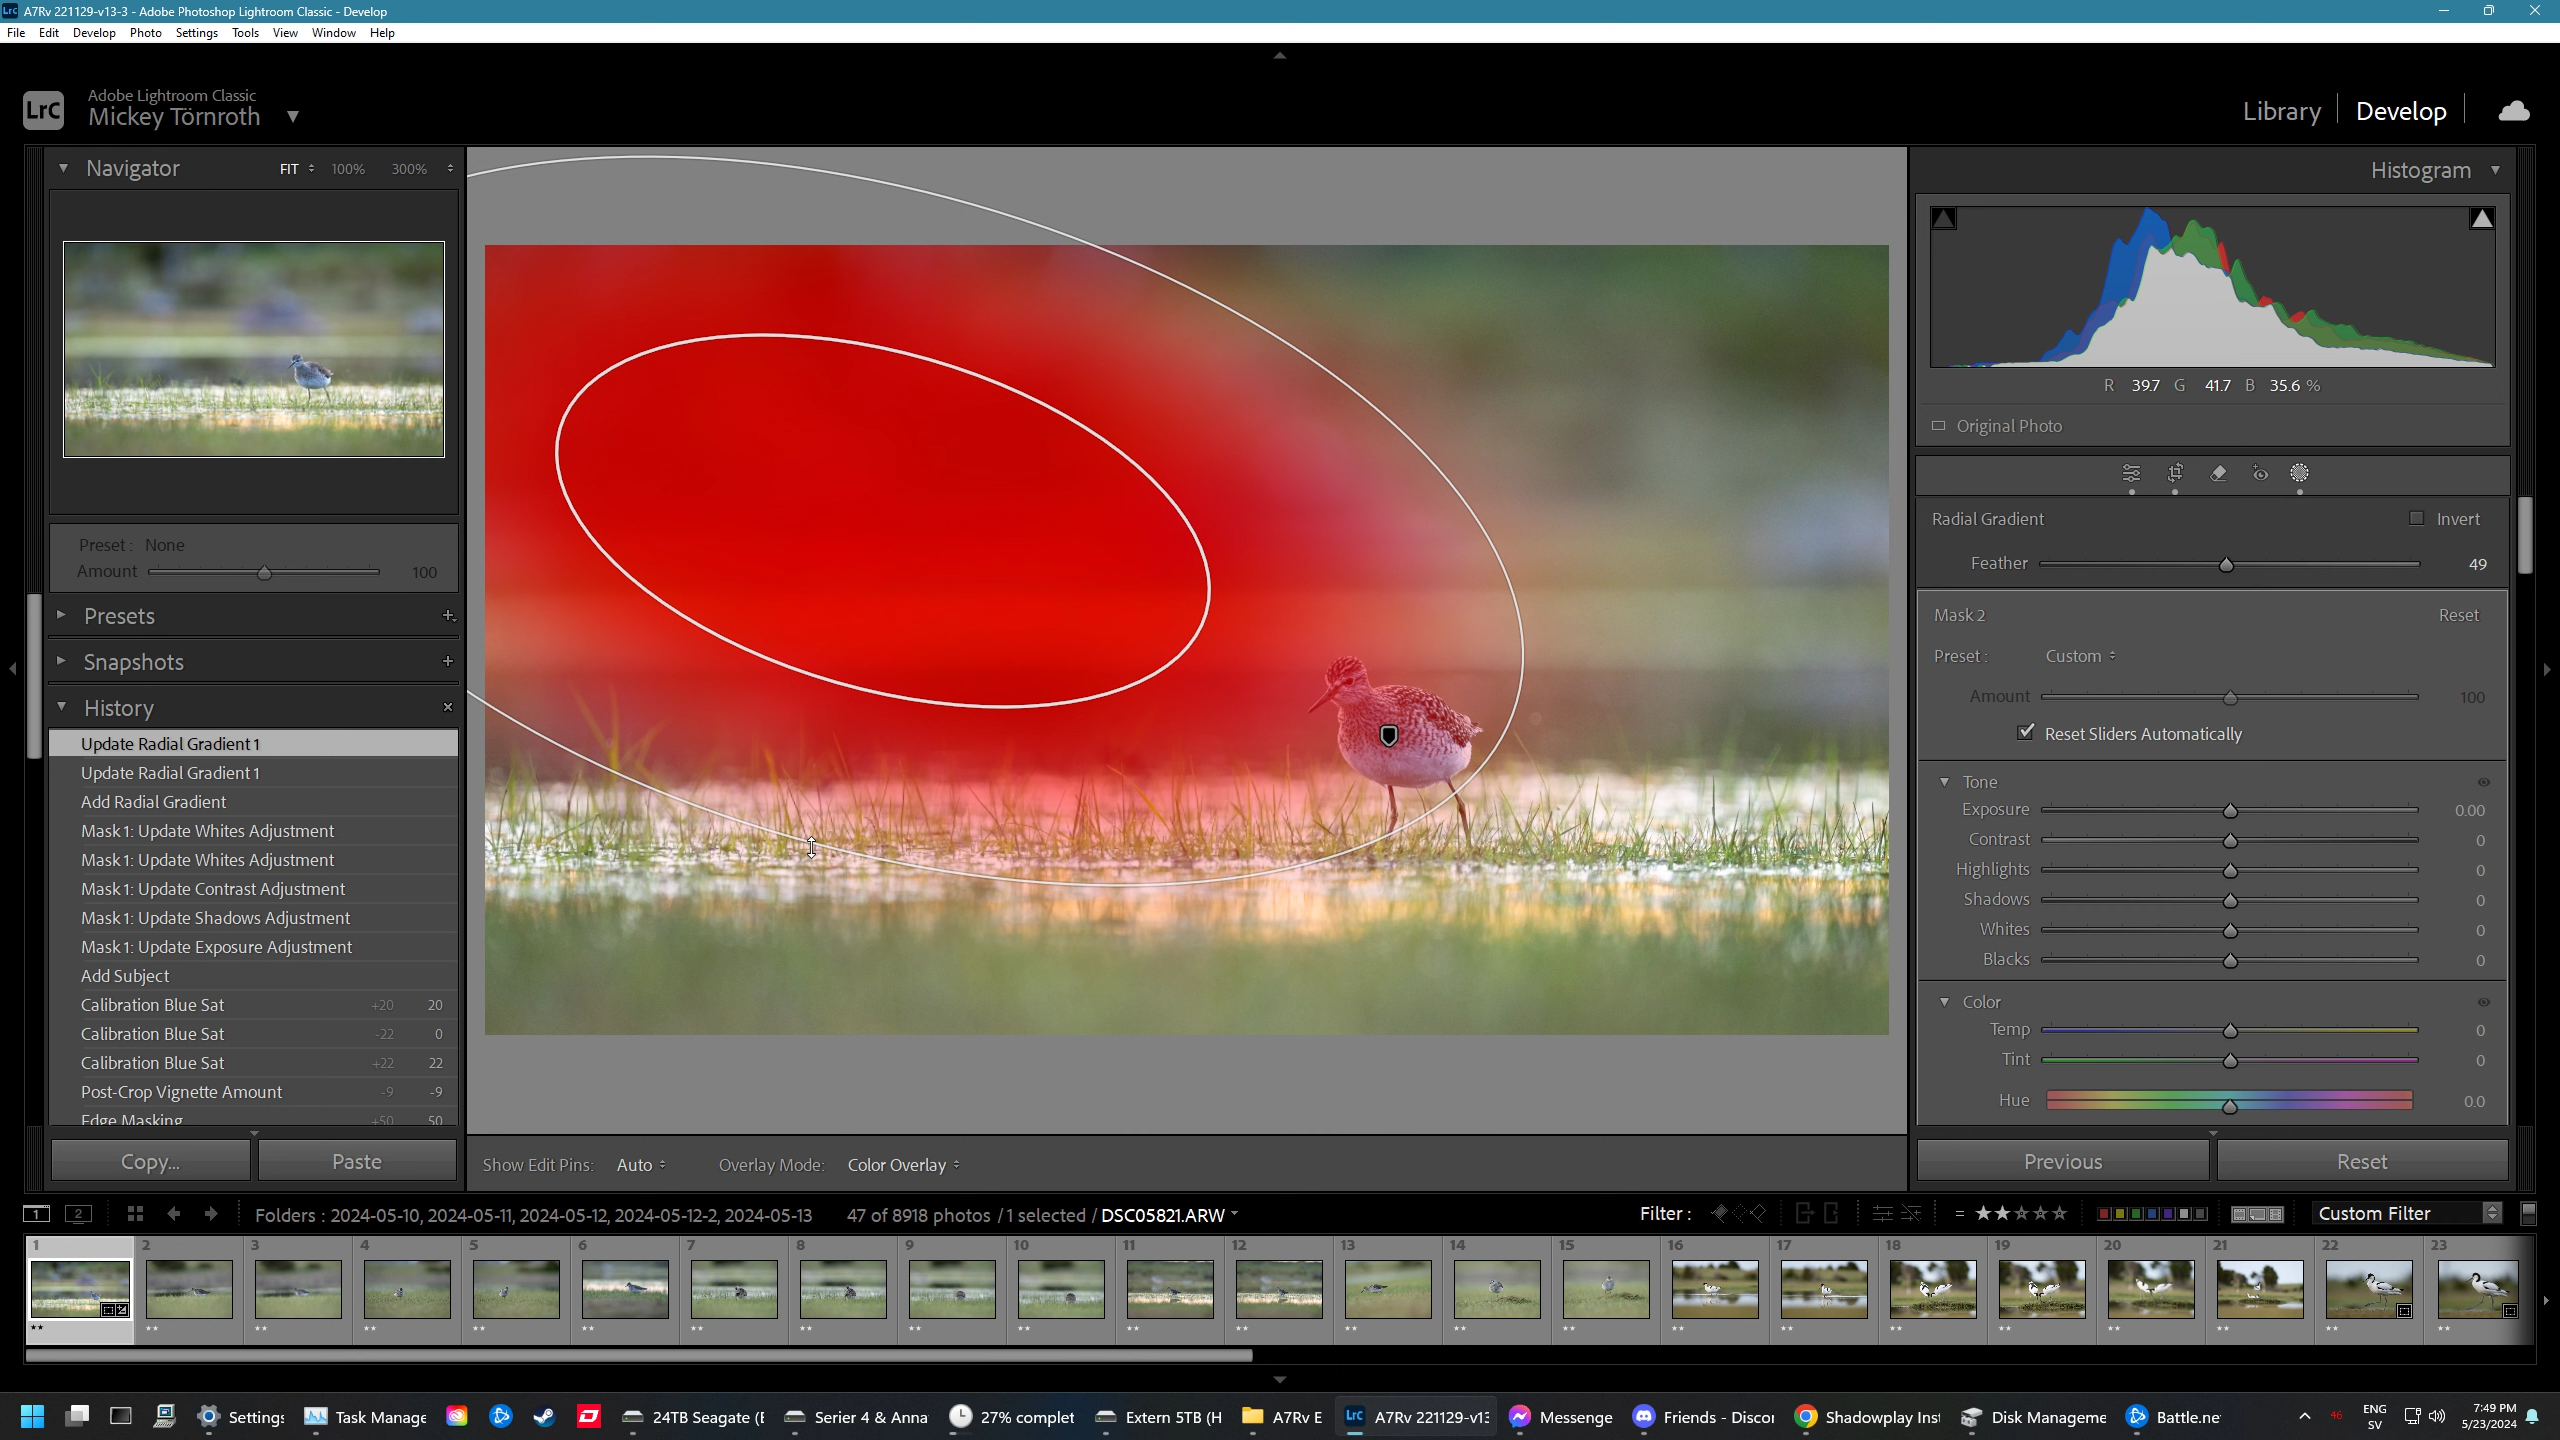 A7Rv 221129-v13-3 - Adobe Photoshop Lightroom Classic - Develop
File Edit Develop Photo Settings Tools View Window Help
LrC
Adobe Lightroom Classic
Mickey Törnroth
Library Develop
Navigator FIT 100% 300%
Histogram
R 39.7 G 41.7 B 35.6 %
Original Photo
Radial Gradient Invert
Feather 49
Preset: None
Amount 100
Presets
Snapshots
History
Update Radial Gradient 1
Update Radial Gradient 1
Add Radial Gradient
Mask 1: Update Whites Adjustment
Mask 1: Update Whites Adjustment
Mask 1: Update Contrast Adjustment
Mask 1: Update Shadows Adjustment
Mask 1: Update Exposure Adjustment
Add Subject
Calibration Blue Sat +20 20
Calibration Blue Sat -22 0
Calibration Blue Sat +22 22
Post-Crop Vignette Amount -9 -9
Edge Masking +50 50
Copy... Paste
Mask 2 Reset
Preset: Custom
Amount 100
Reset Sliders Automatically
Tone
Exposure 0.00
Contrast 0
Highlights 0
Shadows 0
Whites 0
Blacks 0
Color
Temp 0
Tint 0
Hue 0.0
Previous Reset
Show Edit Pins: Auto Overlay Mode: Color Overlay
1 2 Folders : 2024-05-10, 2024-05-11, 2024-05-12, 2024-05-12-2, 2024-05-13 47 of 8918 photos / 1 selected / DSC05821.ARW Filter : = Custom Filter
1 2 3 4 5 6 7 8 9 10 11 12 13 14 15 16 17 18 19 20 21 22 23
Settings Task Manage 24TB Seagate (E Serier 4 & Anna 27% complet Extern 5TB (H A7Rv E LrC A7Rv 221129-v13 Messenge Friends - Discor Shadowplay Inst Disk Manageme Battle.ne 46 ENG 7:49 PM
SV 5/23/2024